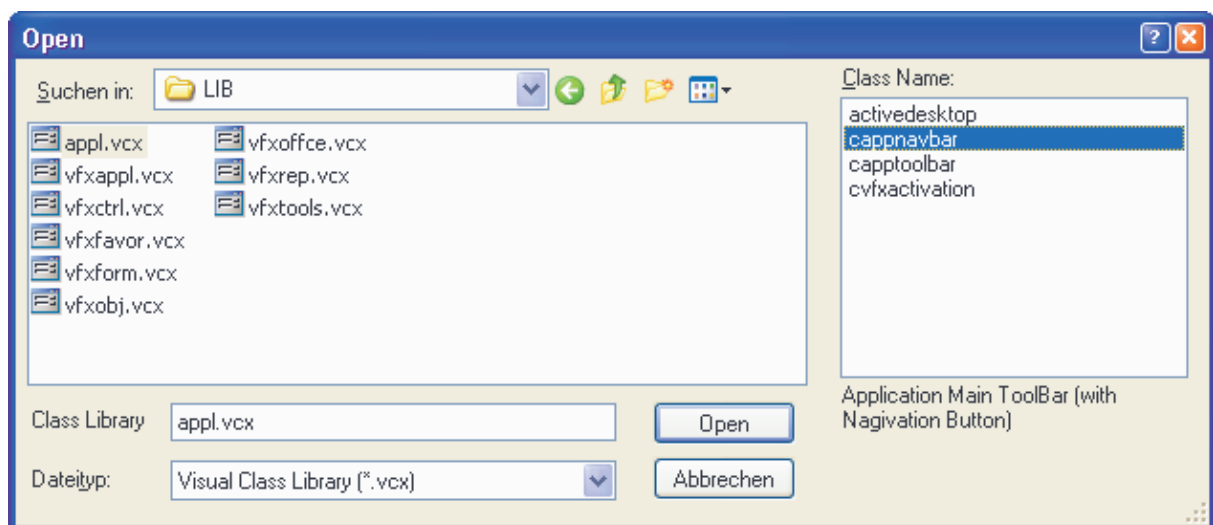 Open
Suchen in:
LIB
appl.vcx
vfxappl.vcx
vfxctrl.vcx
vfxfavor.vcx
vfxform.vcx
vfxobj.vcx
vfxoffce.vcx
vfxrep.vcx
vfxtools.vcx
Class Library
appl.vcx
Open
Dateityp:
Visual Class Library (*.vcx)
Abbrechen
Class Name:
activedesktop
cappnavbar
capptoolbar
cvfxactivation
Application Main ToolBar (with
Nagivation Button)